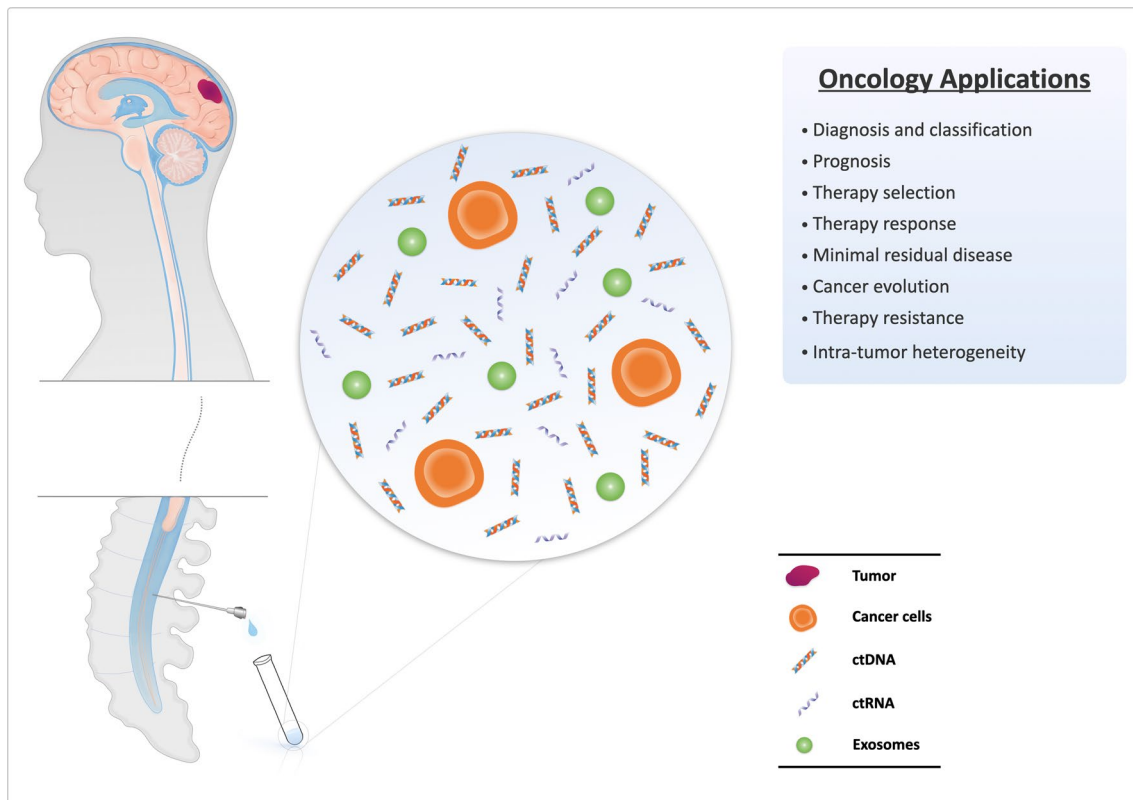 Oncology Applications
• Diagnosis and classification
• Prognosis
• Therapy selection
• Therapy response
• Minimal residual disease
• Cancer evolution
• Therapy resistance
• Intra-tumor heterogeneity
Tumor
Cancer cells
ctDNA
ctRNA
Exosomes